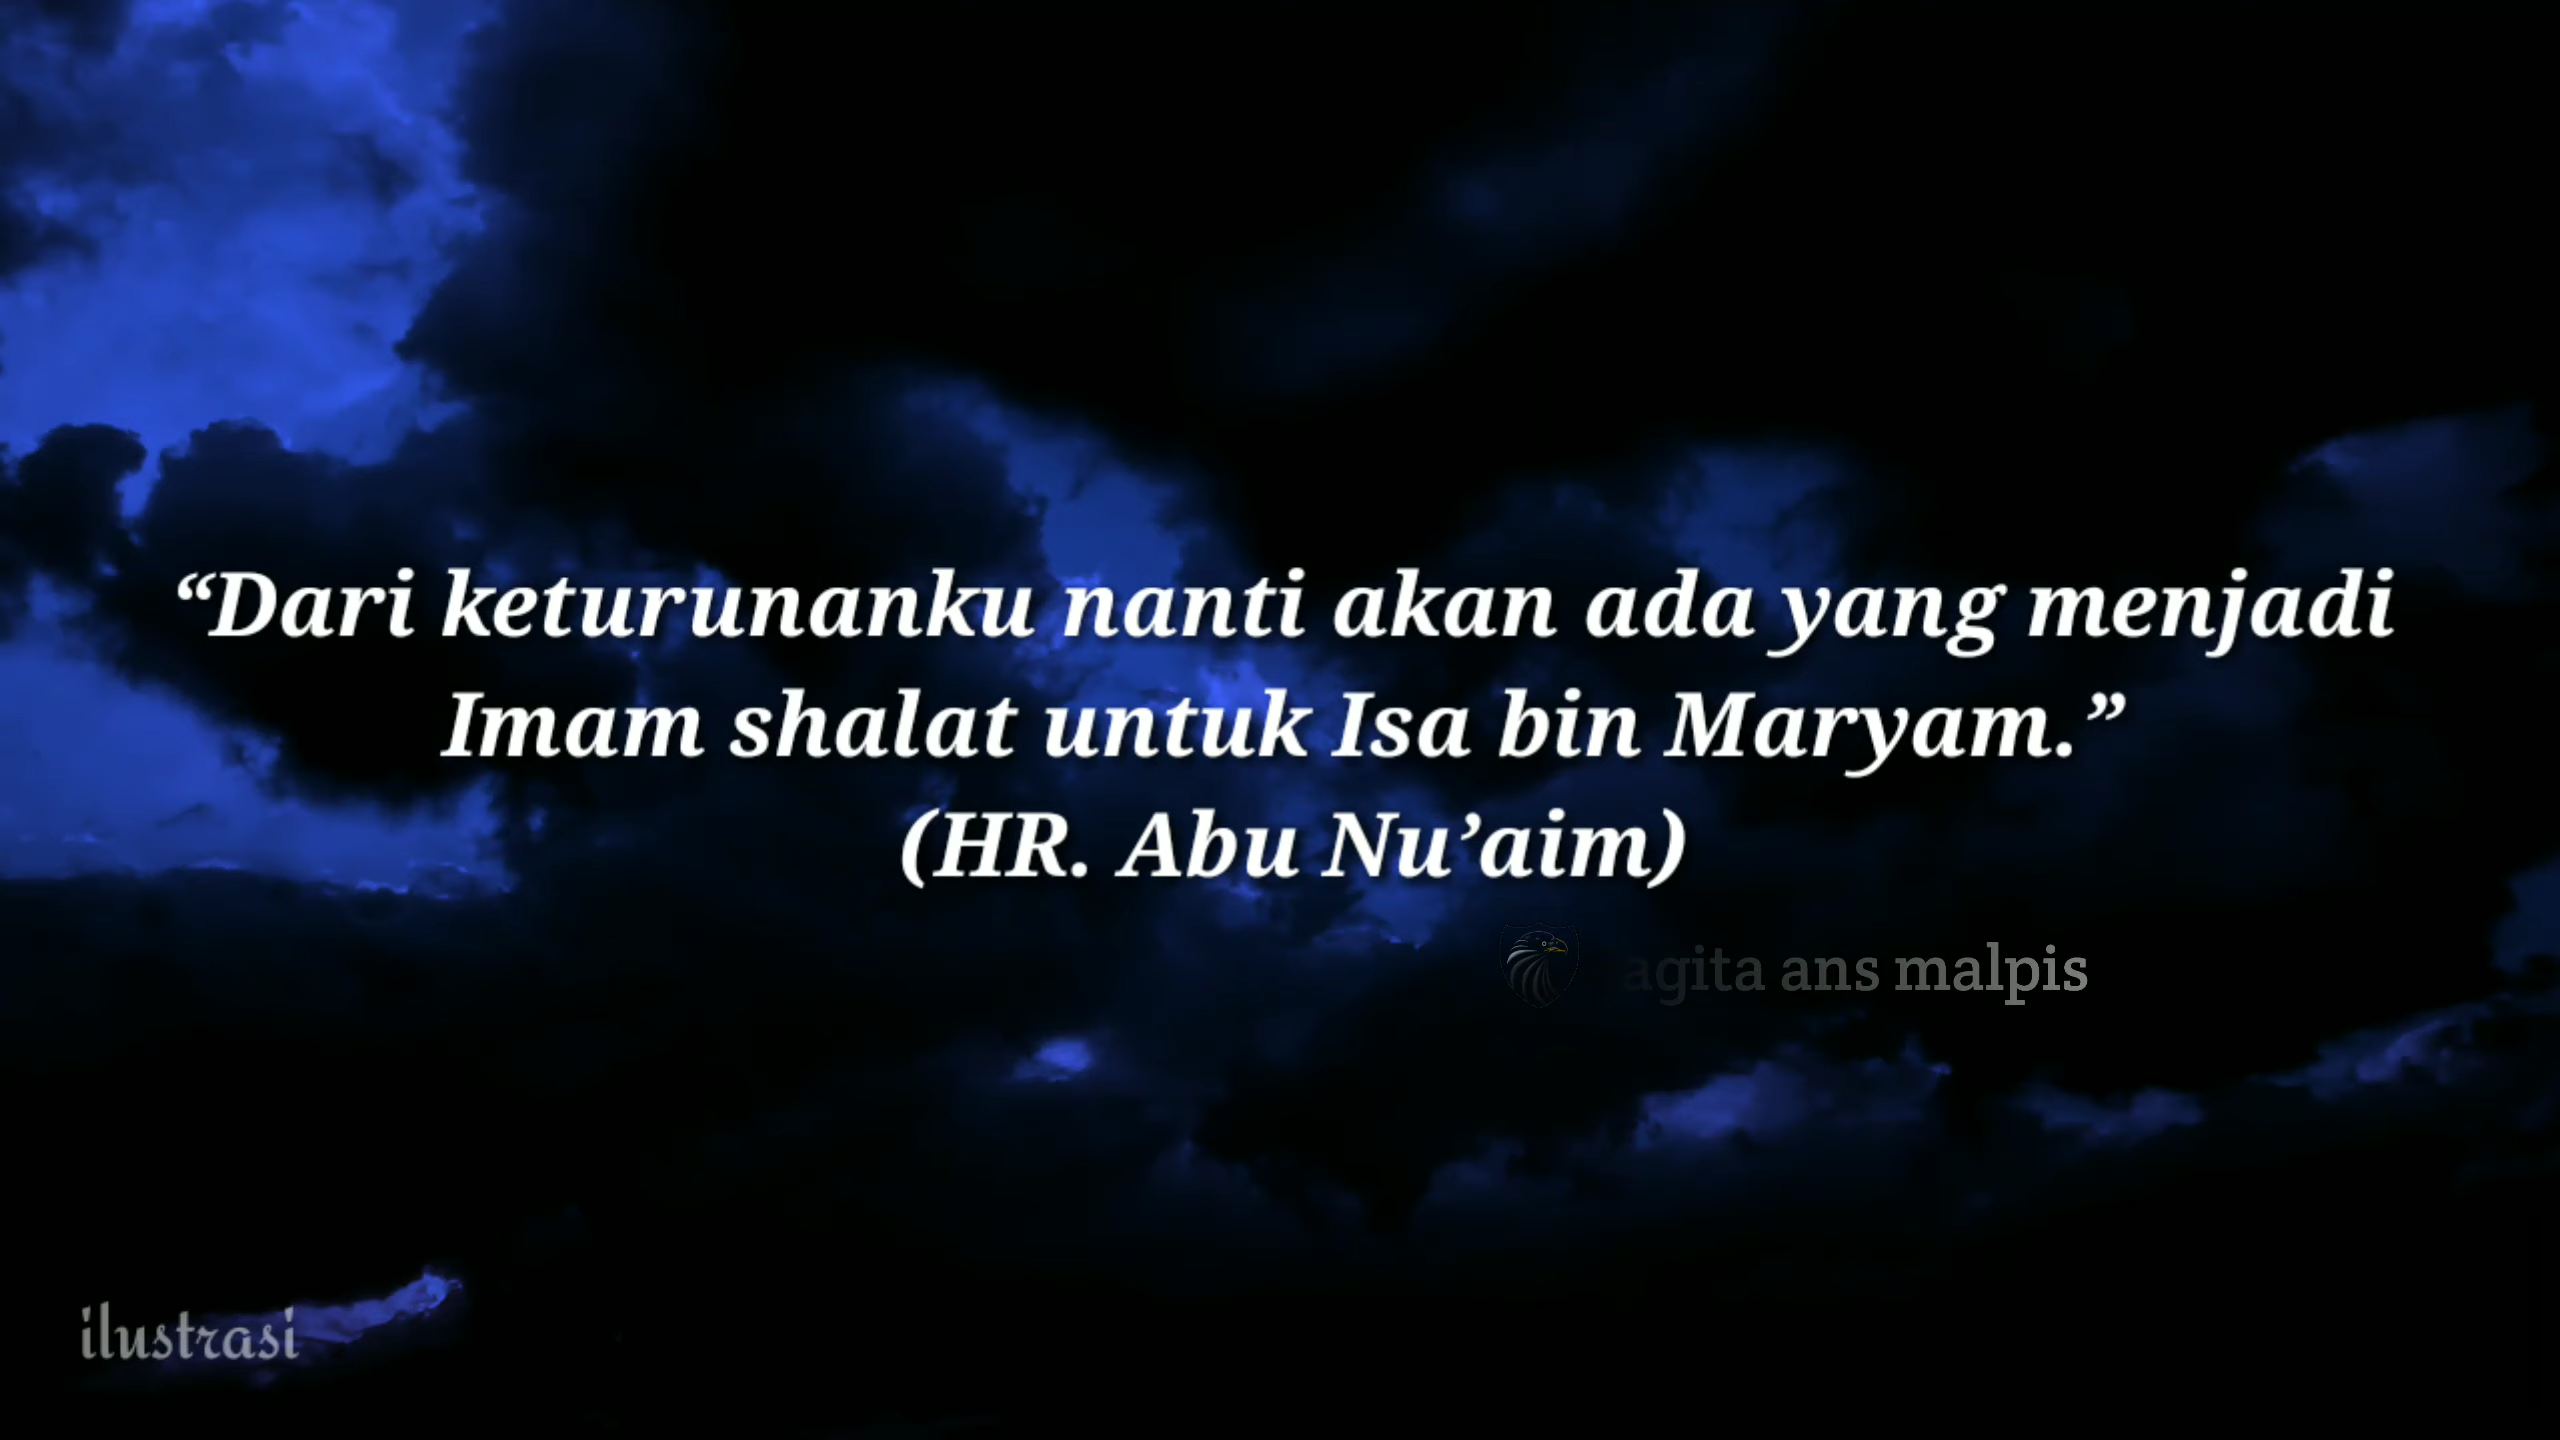 “Dari keturunanku nanti akan ada yang menjadi
Imam shalat untuk Isa bin Maryam.”
(HR. Abu Nu’aim)
agita ans malpis
ilustrasi